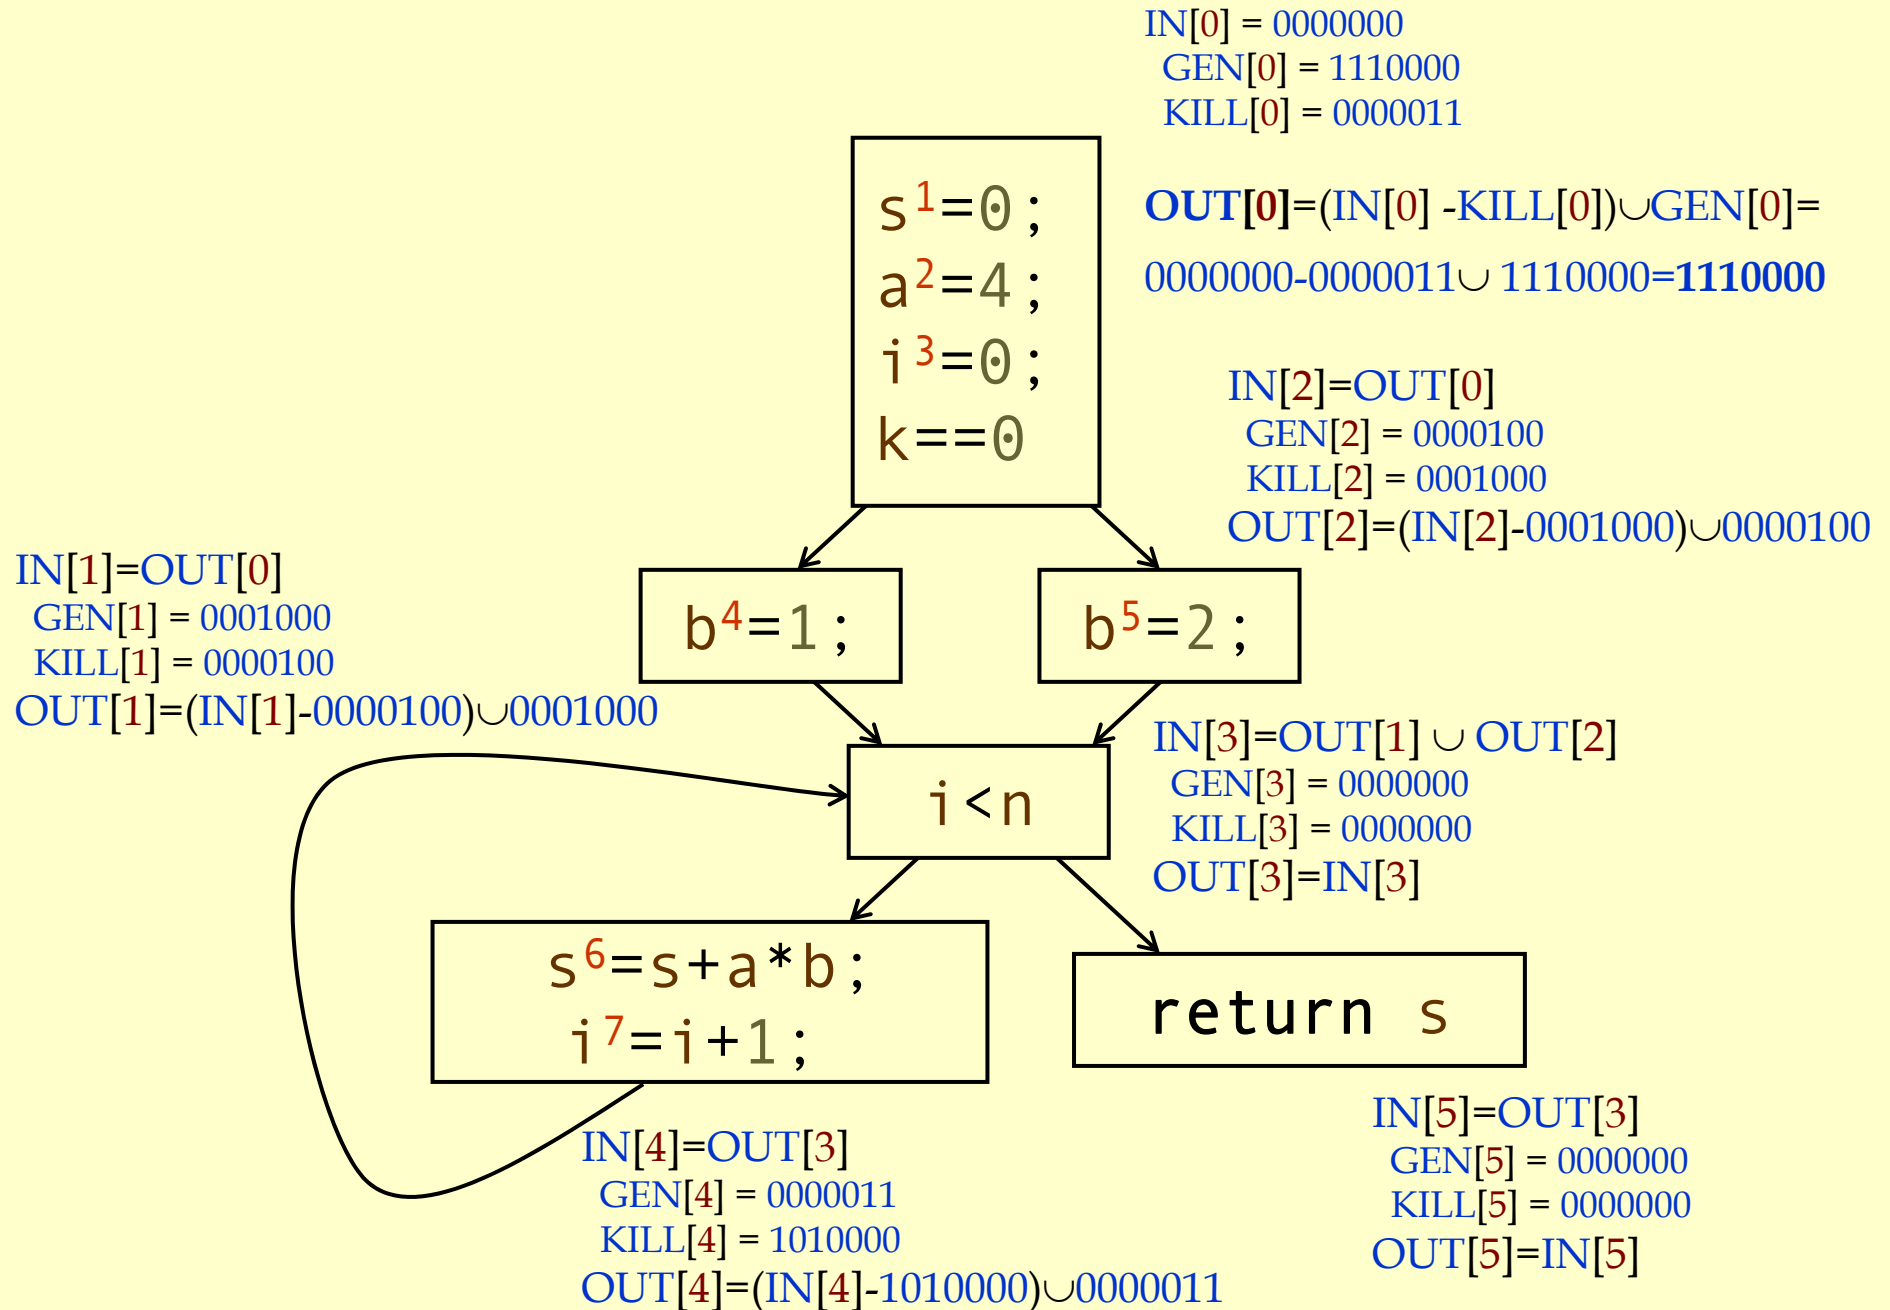 IN[0] = 0000000
GEN[0] = 1110000
KILL[0] = 0000011
s1=0;
a2=4;
i3=0;
k==0
OUT[0]=(IN[0] -KILL[0])∪GEN[0]=
0000000-0000011∪ 1110000=1110000
IN[2]=OUT[0]
GEN[2] = 0000100
KILL[2] = 0001000
OUT[2]=(IN[2]-0001000)∪0000100
IN[1]=OUT[0]
GEN[1] = 0001000
KILL[1] = 0000100
OUT[1]=(IN[1]-0000100)∪0001000
b4=1;
b5=2;
IN[3]=OUT[1] ∪ OUT[2]
GEN[3] = 0000000
KILL[3] = 0000000
OUT[3]=IN[3]
i<n
s6=s+a*b;
i7=i+1;
return s
IN[4]=OUT[3]
GEN[4] = 0000011
KILL[4] = 1010000
OUT[4]=(IN[4]-1010000)∪0000011
IN[5]=OUT[3]
GEN[5] = 0000000
KILL[5] = 0000000
OUT[5]=IN[5]